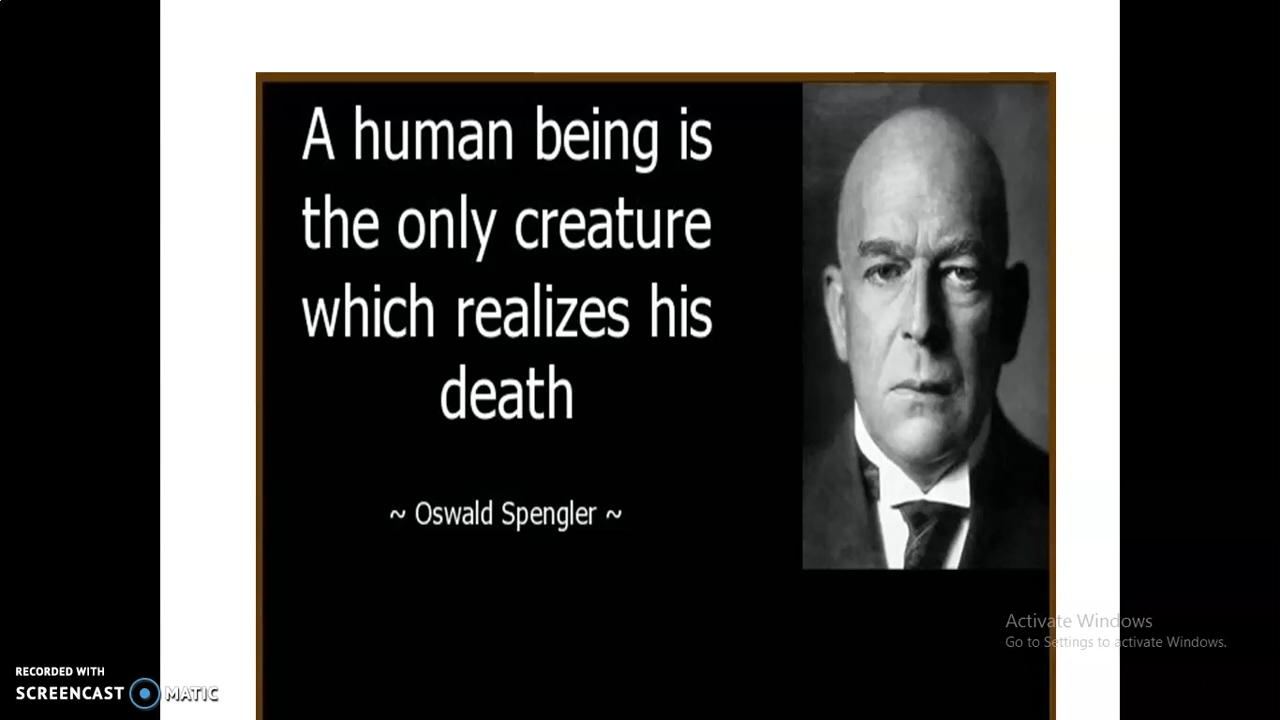 A human being is
the only creature
which realizes his
death
~ Oswald Spengler ~
Activate Windows
Go to Settings to activate Windows.
RECORDED WITH
SCREENCAST MATIC